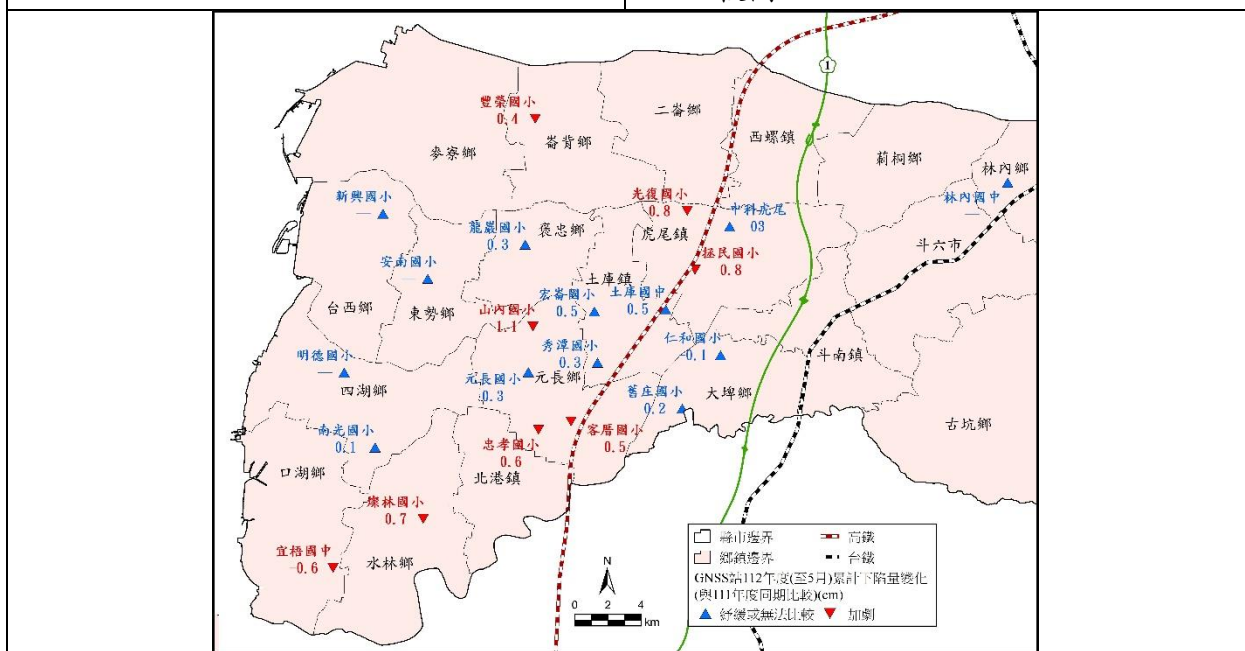 1
豐榮國小
0.4
二崙鄉
崙背鄉
麥寮鄉
西螺鎮
莿桐鄉
林內鄉
林內國中
—
新興國小
—
光復國小
0.8
中科虎尾
03
龍巖國小
0.3
褒忠鄉
虎尾鎮
斗六市
拯民國小
0.8
安南國小
—
土庫鎮
宏崙國小
0.5
土庫國中
0.5
台西鄉
東勢鄉
山內國小
1.1
秀潭國小
0.3
仁和國小
-0.1
斗南鎮
明德國小
—
四湖鄉
元長國小
0.3
元長鄉
舊庄國小
0.2
大埤鄉
古坑鄉
南光國小
0.1
忠孝國小
0.6
客厝國小
0.5
口湖鄉
北港鎮
燦林國小
0.7
宜梧國中
-0.6
水林鄉
N
0 2 4
km
縣市邊界
高鐵
鄉鎮邊界
台鐵
GNSS站112年度(至5月)累計下陷量變化
(與111年度同期比較)(cm)
紓緩或無法比較
加劇